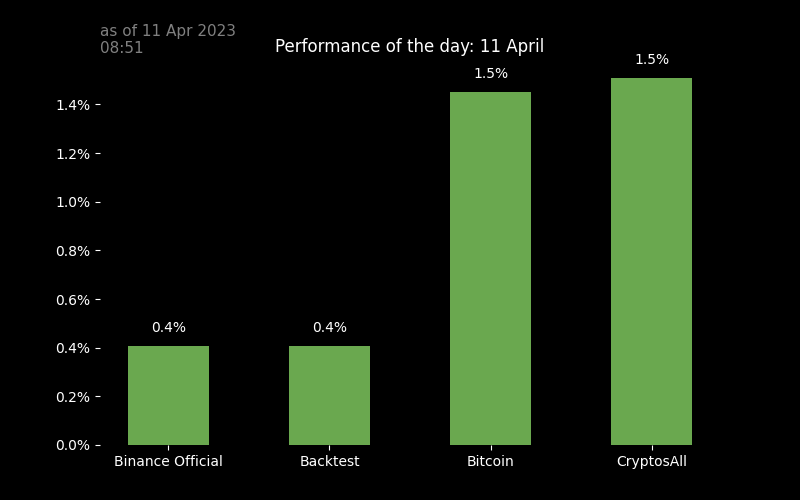 as of 11 Apr 2023
08:51
Performance of the day: 11 April
1.5%
1.5%
1.4%
1.2%
1.0%
0.8%
0.6%
0.4%
0.4%
0.4%
0.2%
0.0%
Binance Official
Backtest
Bitcoin
CryptosAll